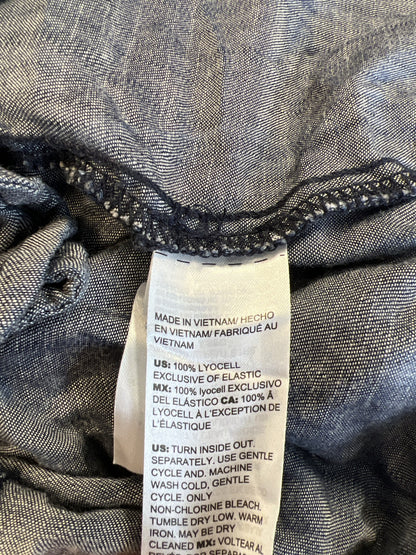 MADE IN VIETNAM/ HECHO
EN VIETNAM/ FABRIQUÉ AU
VIETNAM
US: 100% LYOCELL
EXCLUSIVE OF ELASTIC
MX: 100% lyocell EXCLUSIVO
DEL ELÁSTICO CA: 100% À
LYOCELL À L'EXCEPTION DE
L'ÉLASTIQUE
US: TURN INSIDE OUT.
SEPARATELY. USE GENTLE
CYCLE AND. MACHINE
WASH COLD, GENTLE
CYCLE. ONLY
NON-CHLORINE BLEACH.
TUMBLE DRY LOW. WARM
IRON. MAY BE DRY
CLEANED MX: VOLTEAR AL